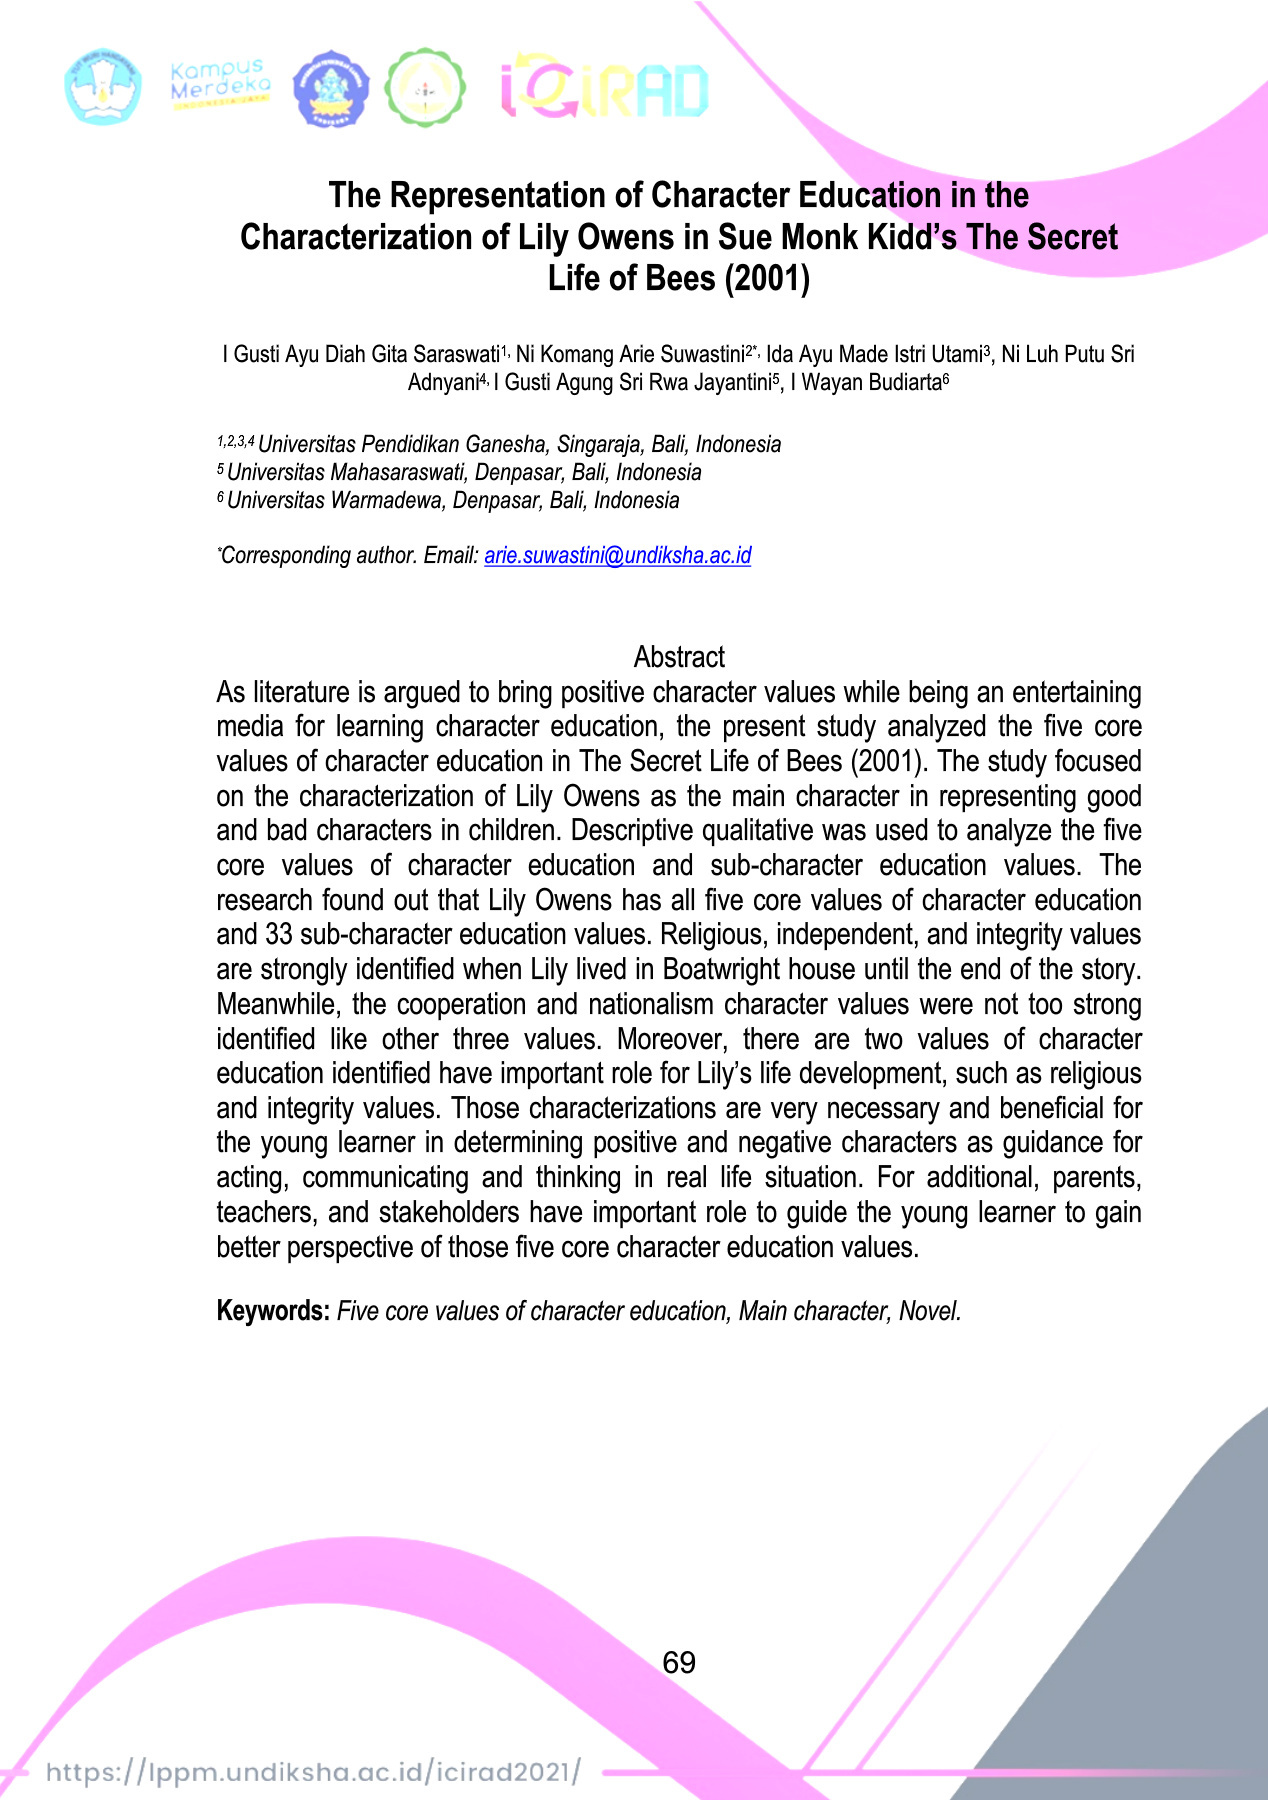 Kampus
Merdeka
INDONESIA JAYA
iCiRAD
The Representation of Character Education in the
Characterization of Lily Owens in Sue Monk Kidd’s The Secret
Life of Bees (2001)
I Gusti Ayu Diah Gita Saraswati1, Ni Komang Arie Suwastini2*, Ida Ayu Made Istri Utami3, Ni Luh Putu Sri
Adnyani4, I Gusti Agung Sri Rwa Jayantini5, I Wayan Budiarta6
1,2,3,4 Universitas Pendidikan Ganesha, Singaraja, Bali, Indonesia
5 Universitas Mahasaraswati, Denpasar, Bali, Indonesia
6 Universitas Warmadewa, Denpasar, Bali, Indonesia
*Corresponding author. Email: arie.suwastini@undiksha.ac.id
Abstract
As literature is argued to bring positive character values while being an entertaining
media for learning character education, the present study analyzed the five core
values of character education in The Secret Life of Bees (2001). The study focused
on the characterization of Lily Owens as the main character in representing good
and bad characters in children. Descriptive qualitative was used to analyze the five
core values of character education and sub-character education values. The
research found out that Lily Owens has all five core values of character education
and 33 sub-character education values. Religious, independent, and integrity values
are strongly identified when Lily lived in Boatwright house until the end of the story.
Meanwhile, the cooperation and nationalism character values were not too strong
identified like other three values. Moreover, there are two values of character
education identified have important role for Lily’s life development, such as religious
and integrity values. Those characterizations are very necessary and beneficial for
the young learner in determining positive and negative characters as guidance for
acting, communicating and thinking in real life situation. For additional, parents,
teachers, and stakeholders have important role to guide the young learner to gain
better perspective of those five core character education values.
Keywords: Five core values of character education, Main character, Novel.
69
https://lppm.undiksha.ac.id/icirad2021/